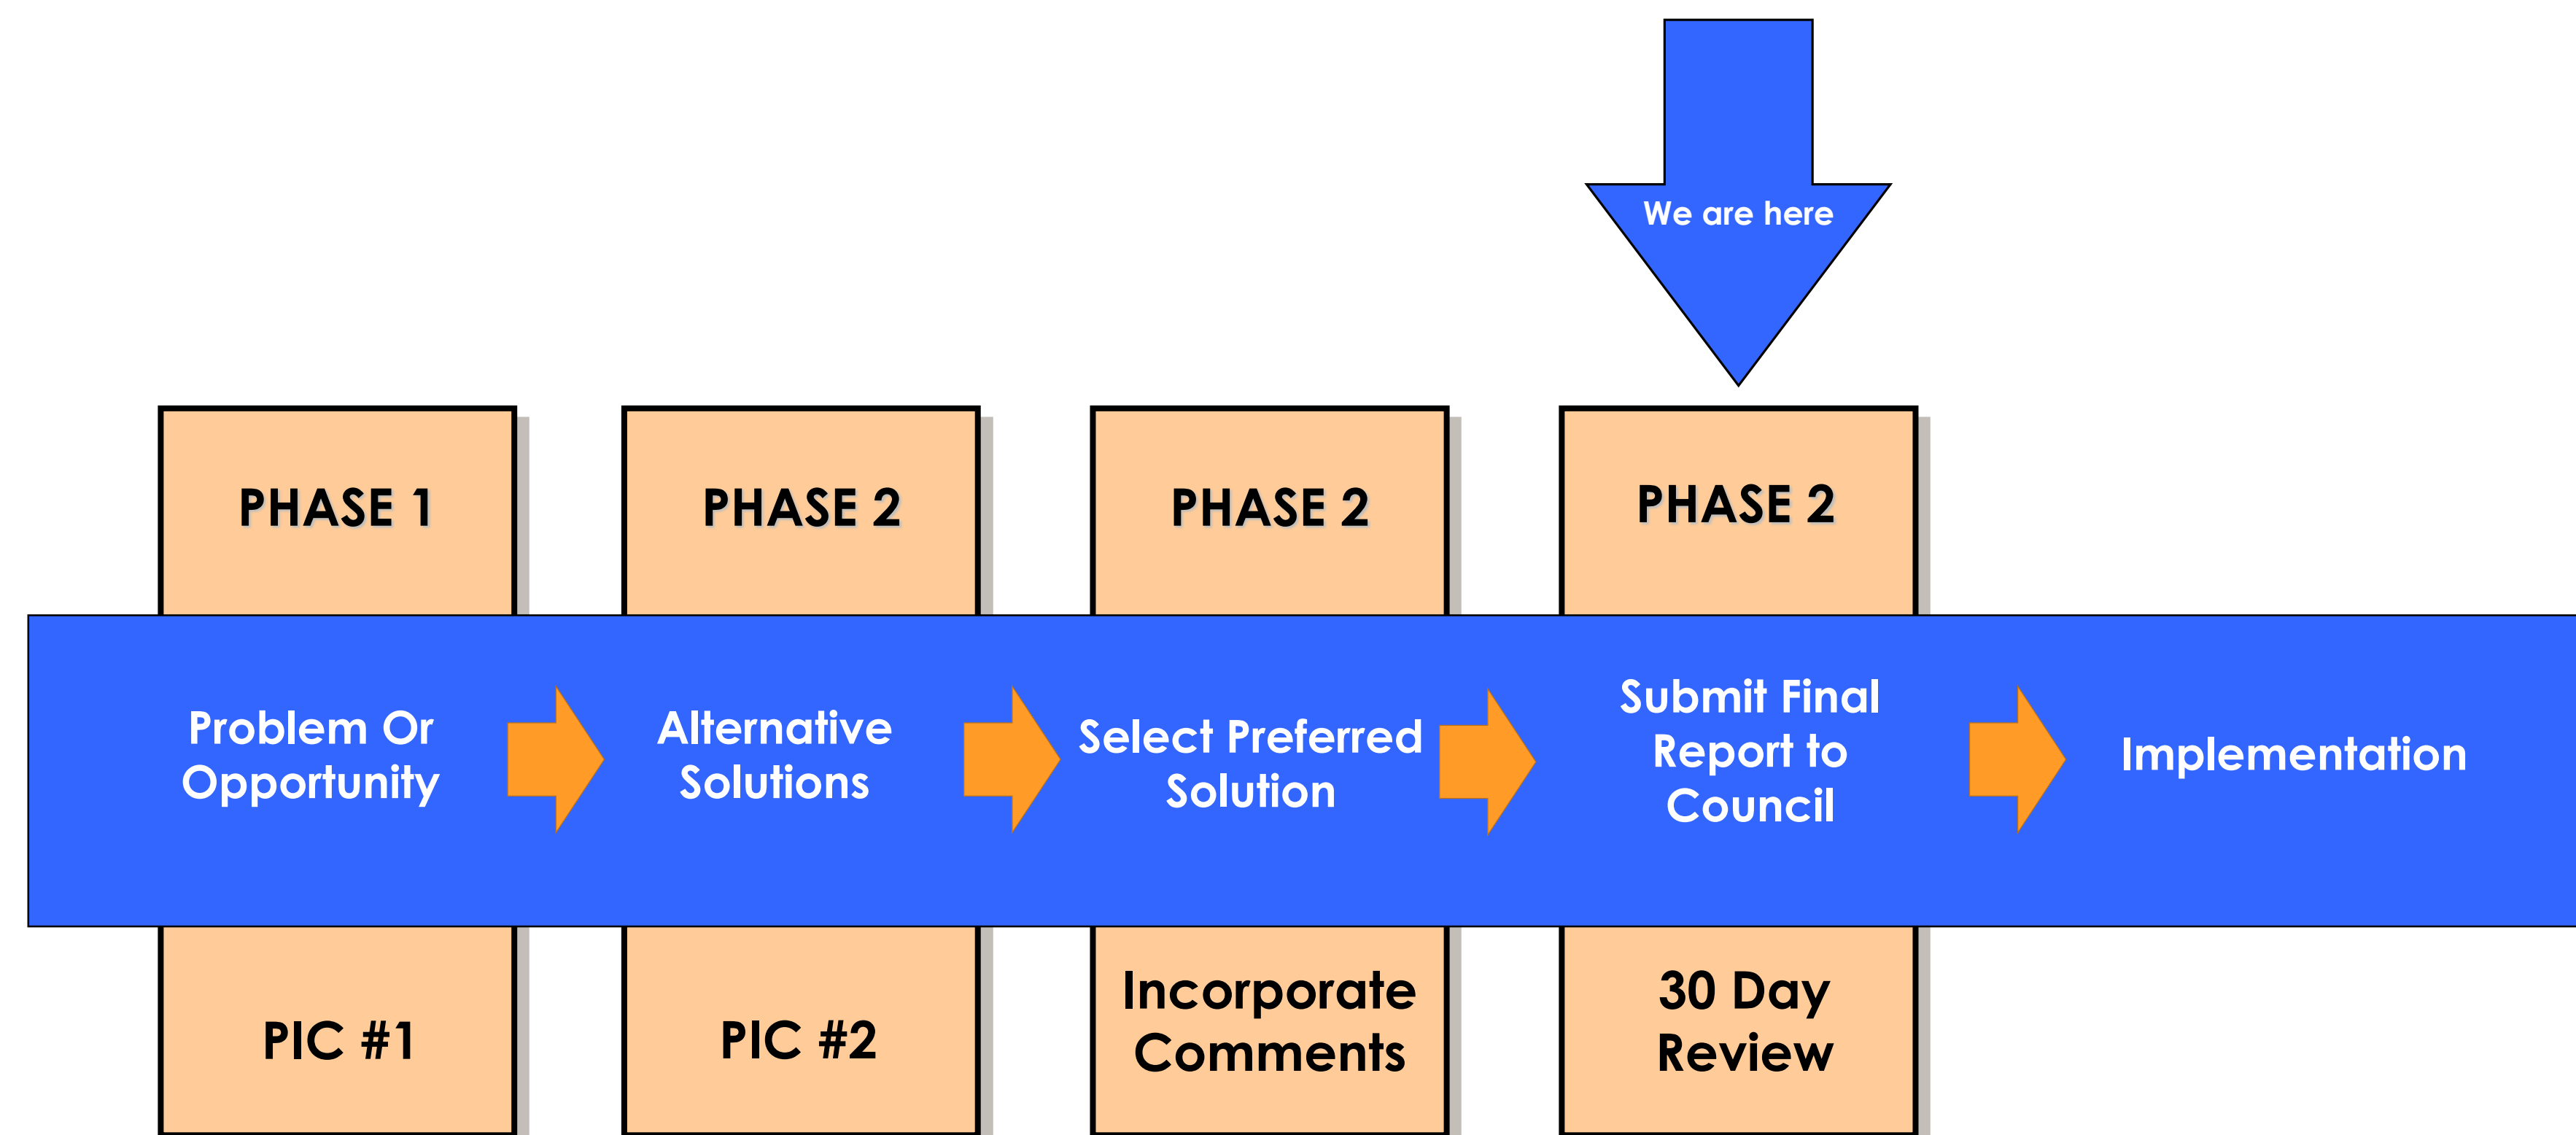 We are here
PHASE 1
PHASE 2
PHASE 2
PHASE 2
Problem Or
Opportunity
Alternative
Solutions
Select Preferred
Solution
Submit Final
Report to
Council
Implementation
PIC #1
PIC #2
Incorporate
Comments
30 Day
Review